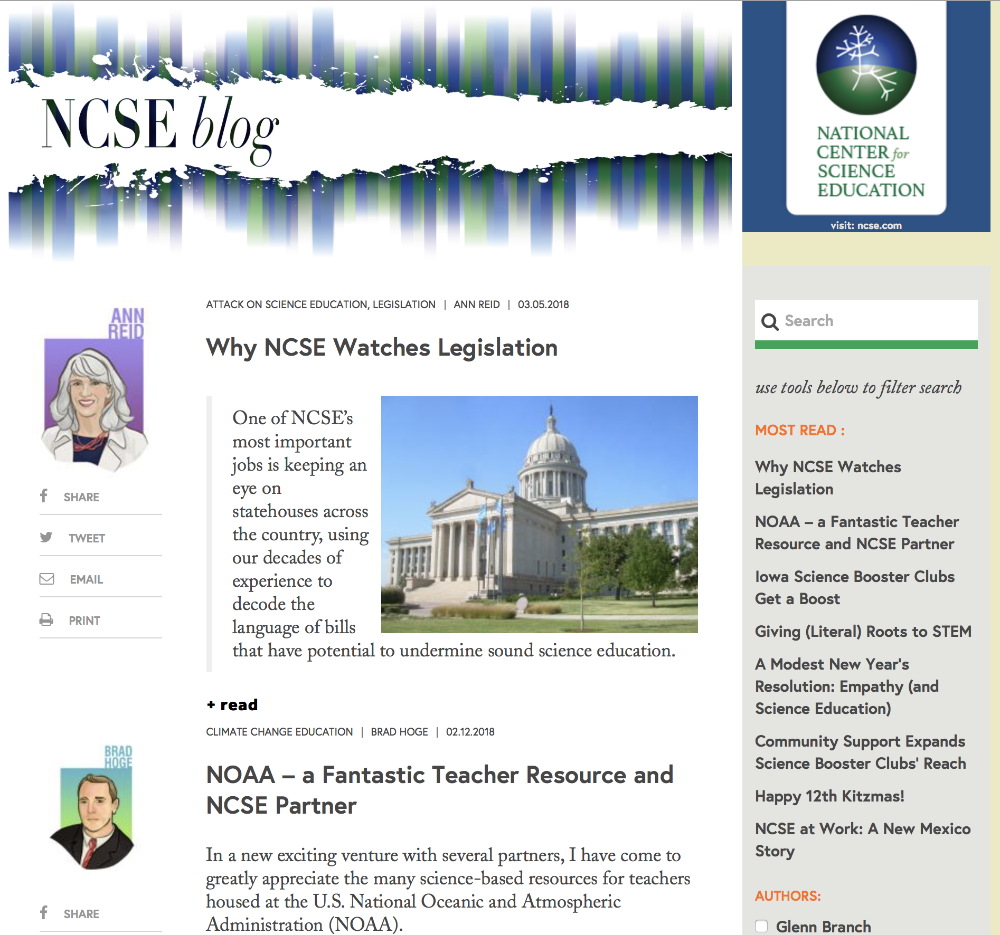 NCSE blog
NATIONAL
CENTER for
SCIENCE
EDUCATION
visit: ncse.com
ATTACK ON SCIENCE EDUCATION, LEGISLATION | ANN REID | 03.05.2018
ANN
REID
Why NCSE Watches Legislation
One of NCSE’s
most important
jobs is keeping an
eye on
statehouses across
the country, using
our decades of
experience to
decode the
language of bills
that have potential to undermine sound science education.
SHARE
TWEET
EMAIL
PRINT
+ read
CLIMATE CHANGE EDUCATION | BRAD HOGE | 02.12.2018
BRAD
HOGE
NOAA – a Fantastic Teacher Resource and
NCSE Partner
In a new exciting venture with several partners, I have come to
greatly appreciate the many science-based resources for teachers
housed at the U.S. National Oceanic and Atmospheric
Administration (NOAA).
SHARE
Search
use tools below to filter search
MOST READ :
Why NCSE Watches
Legislation
NOAA – a Fantastic Teacher
Resource and NCSE Partner
Iowa Science Booster Clubs
Get a Boost
Giving (Literal) Roots to STEM
A Modest New Year's
Resolution: Empathy (and
Science Education)
Community Support Expands
Science Booster Clubs' Reach
Happy 12th Kitzmas!
NCSE at Work: A New Mexico
Story
AUTHORS:
Glenn Branch